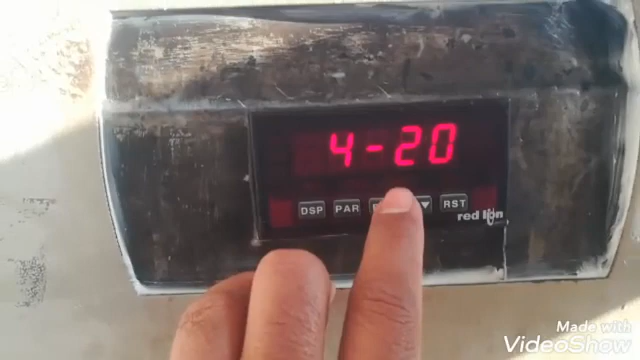 4-20
DSP PAR ▼ RST
red lion
Made with
VideoShow